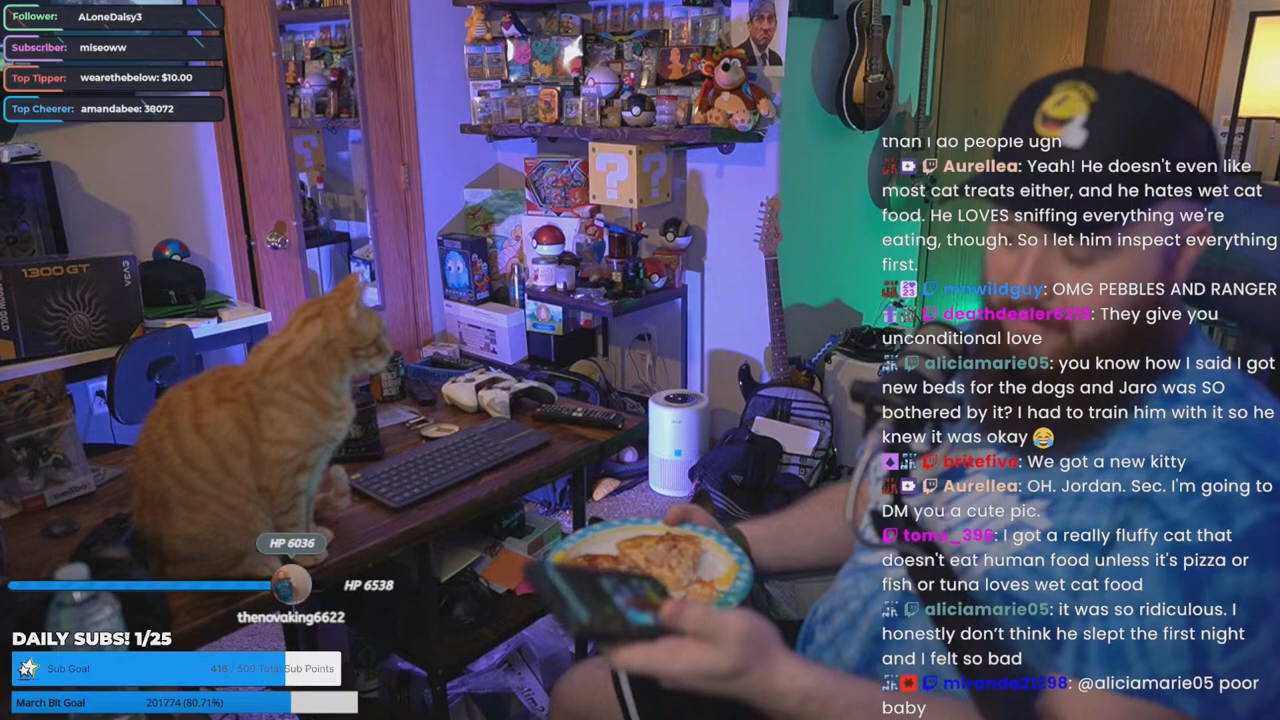 Follower: ALoneDaisy3
Subscriber: miseoww
Top Tipper: wearethebelow: $10.00
Top Cheerer: amandabee: 38072
1300 GT
than I do people ugh
Aurellea: Yeah! He doesn't even like
most cat treats either, and he hates wet cat
food. He LOVES sniffing everything we're
eating, though. So I let him inspect everything
first.
mnwildguy: OMG PEBBLES AND RANGER
deathdealer6213: They give you
unconditional love
aliciamarie05: you know how I said I got
new beds for the dogs and Jaro was SO
bothered by it? I had to train him with it so he
knew it was okay 😂
britefive: We got a new kitty
Aurellea: OH. Jordan. Sec. I'm going to
DM you a cute pic.
toms_396: I got a really fluffy cat that
doesn't eat human food unless it's pizza or
fish or tuna loves wet cat food
aliciamarie05: it was so ridiculous. I
honestly don't think he slept the first night
and I felt so bad
miranda21298: @aliciamarie05 poor
baby
HP 6036
HP 6538
thenovaking6622
DAILY SUBS! 1/25
Sub Goal 416 / 500 Total Sub Points
March Bit Goal 201774 (80.71%)